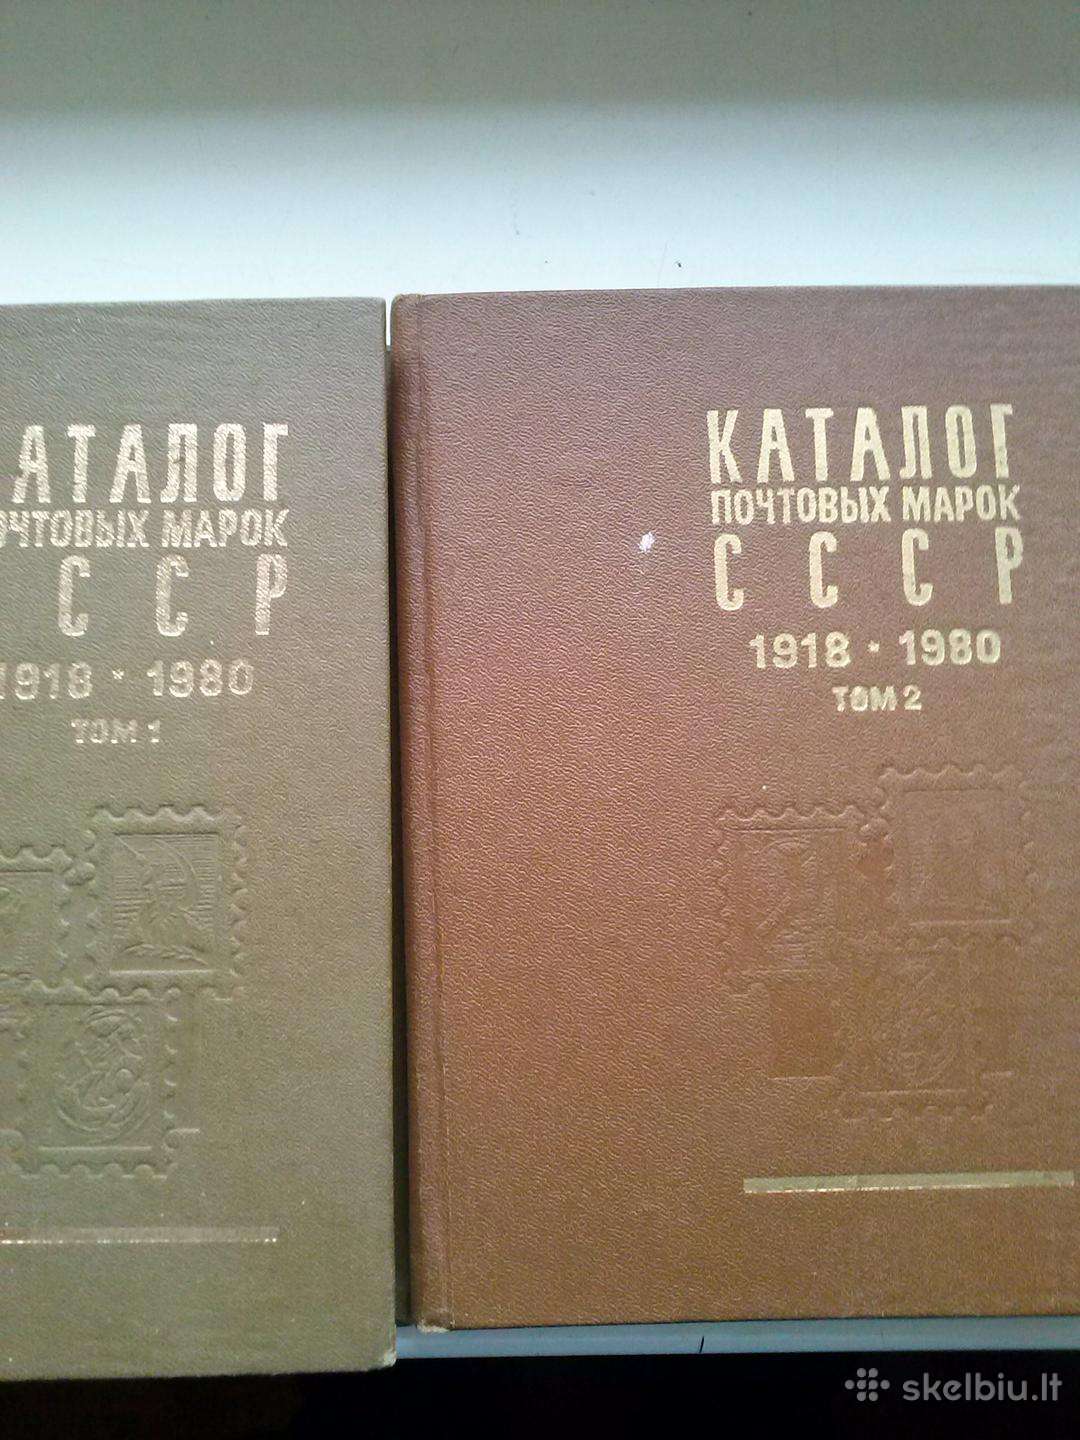 АТАЛОГ
ОЧТОВЫХ МАРОК
С С Р
1918 * 1980
ТОМ 1
КАТАЛОГ
ПОЧТОВЫХ МАРОК
С С С Р
1918 • 1980
ТОМ 2
skelbiu.lt